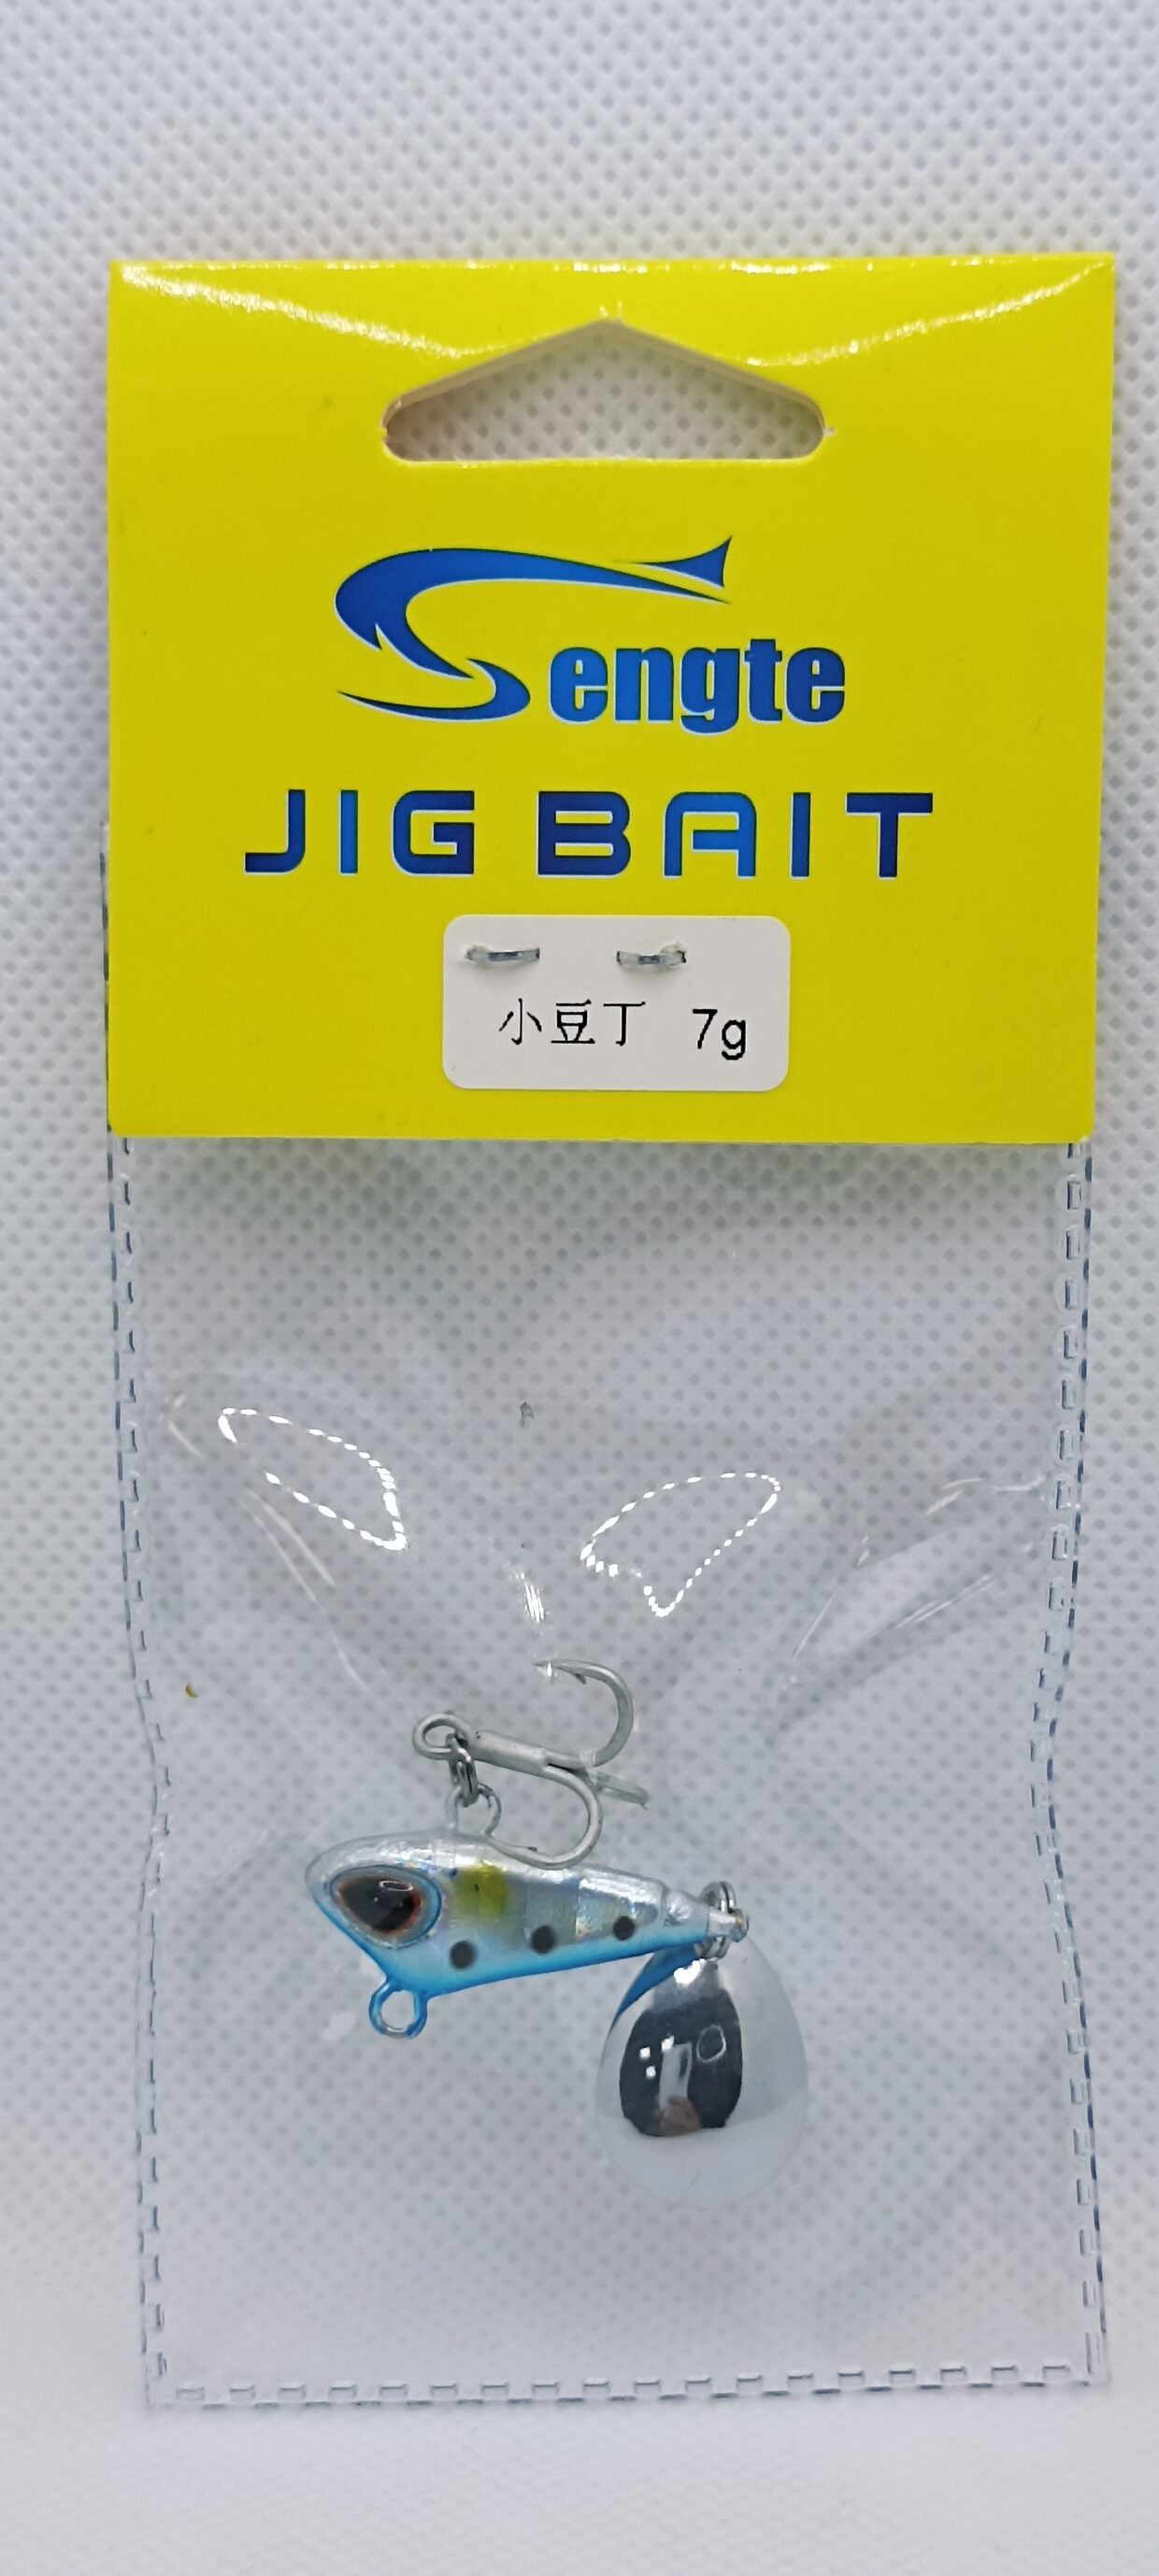 Sengte
JIG BAIT
小豆丁 7g